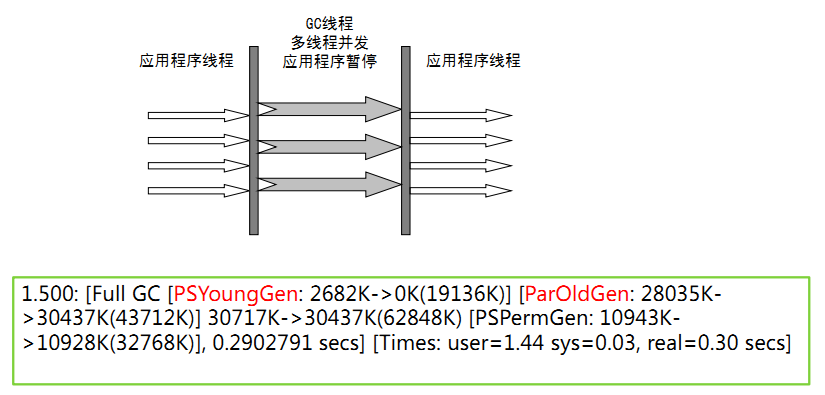 GC线程
多线程并发
应用程序暂停
应用程序线程
应用程序线程
1.500: [Full GC [PSYoungGen: 2682K->0K(19136K)] [ParOldGen: 28035K-
>30437K(43712K)] 30717K->30437K(62848K) [PSPermGen: 10943K-
>10928K(32768K)], 0.2902791 secs] [Times: user=1.44 sys=0.03, real=0.30 secs]